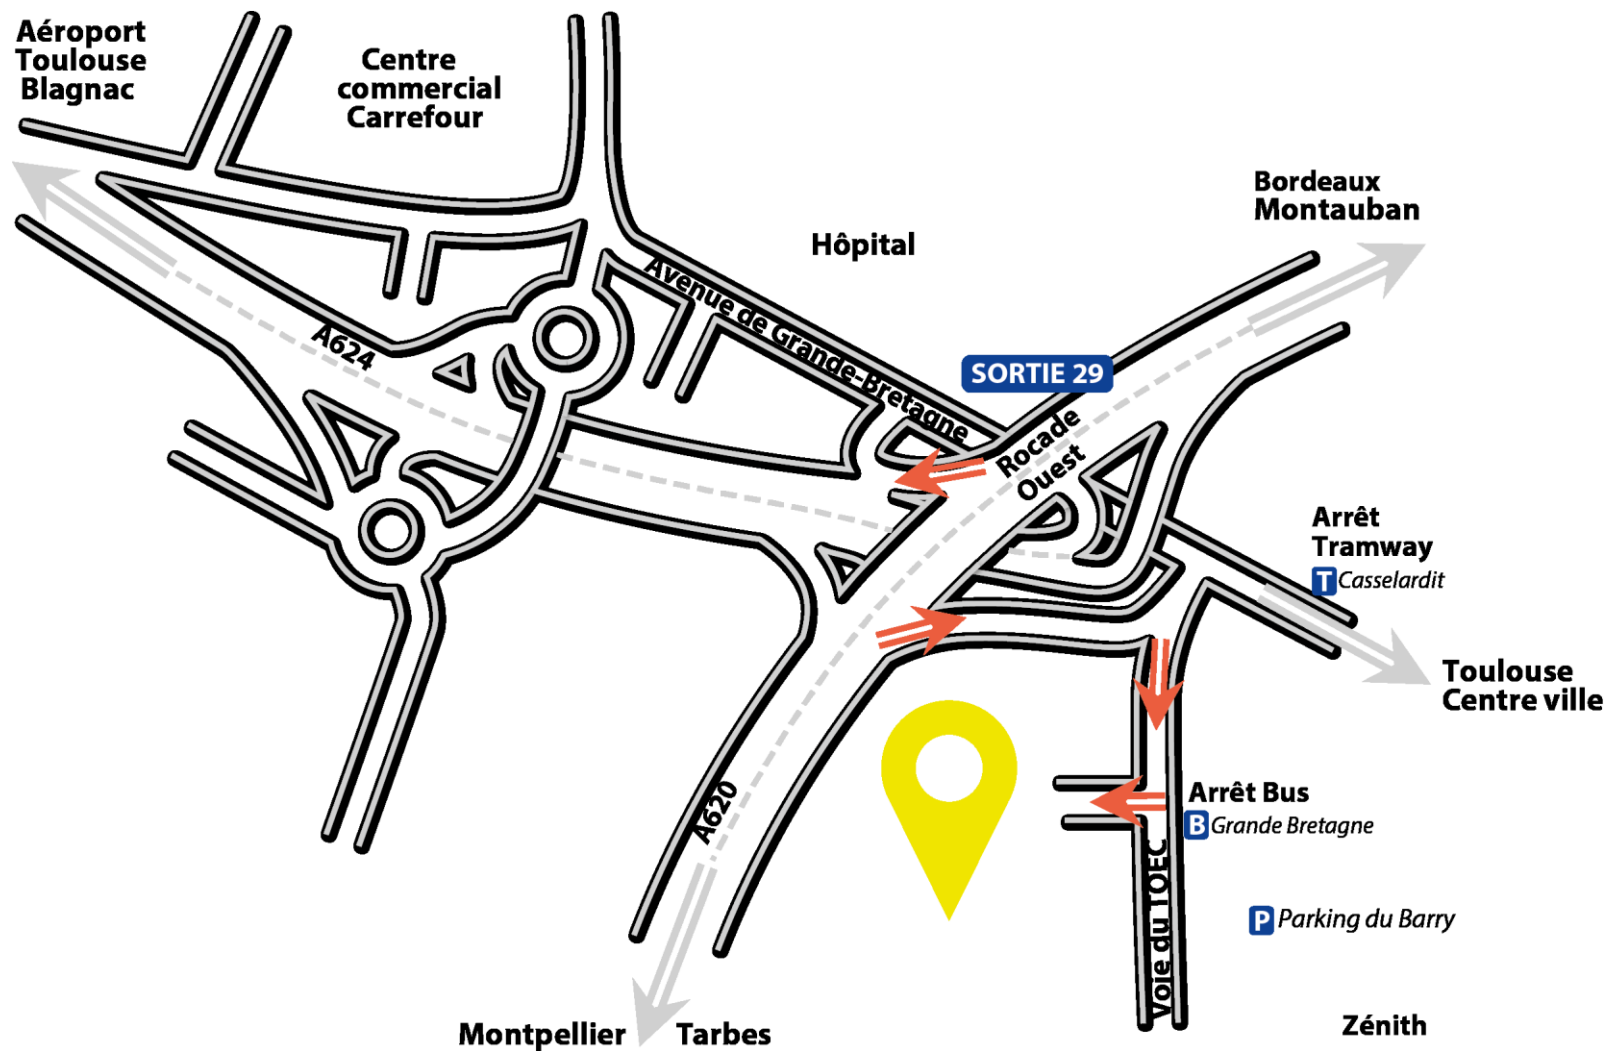 Aéroport
Toulouse
Blagnac
Centre
commercial
Carrefour
Bordeaux
Montauban
Hôpital
Avenue de Grande-Bretagne
A624
SORTIE 29
Rocade
Ouest
Arrêt
Tramway
T Casselardit
Toulouse
Centre ville
A620
Arrêt Bus
B Grande Bretagne
Voie du TOEC
P Parking du Barry
Montpellier
Tarbes
Zénith